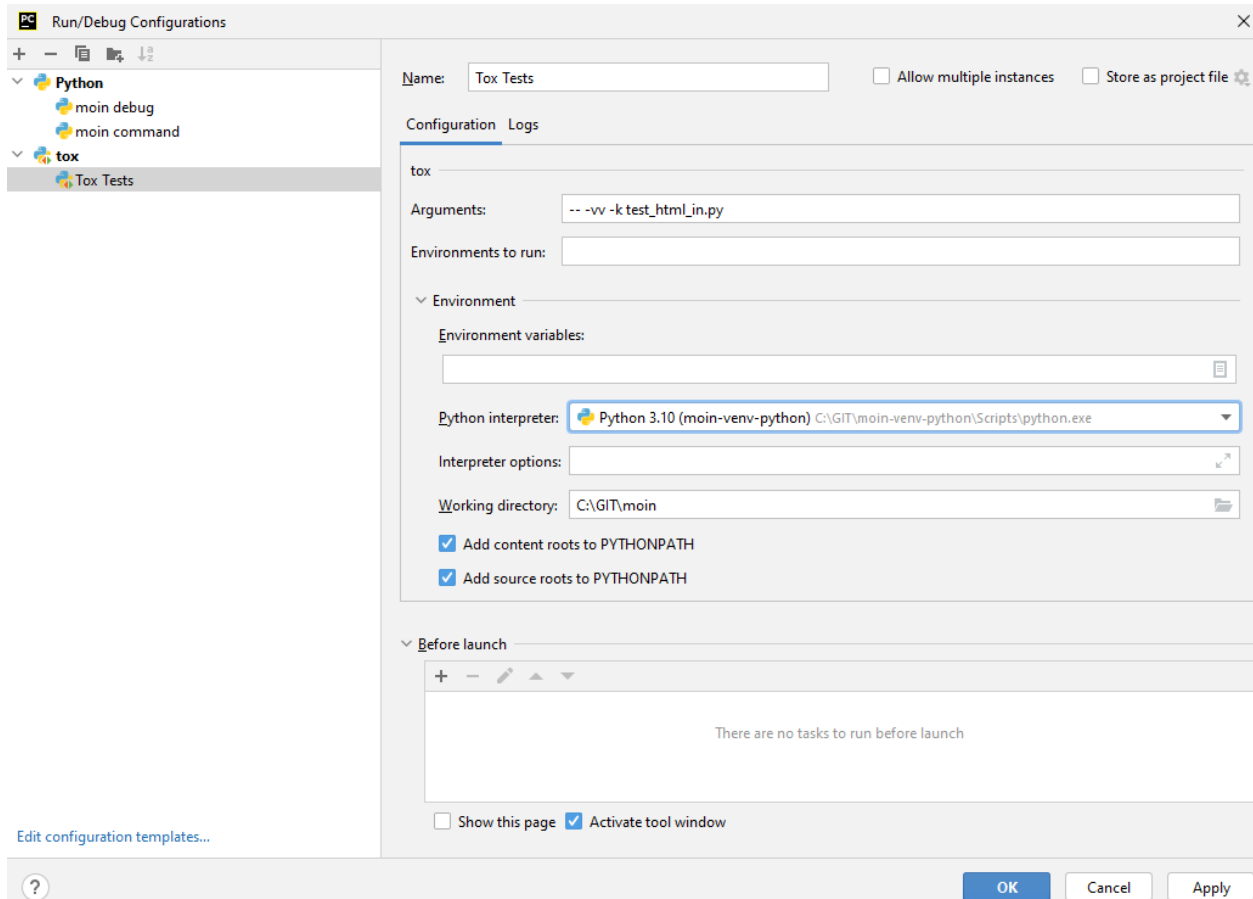 PC Run/Debug Configurations
Python
moin debug
moin command
tox
Tox Tests
Edit configuration templates...
Name: Tox Tests Allow multiple instances Store as project file
Configuration Logs
tox
Arguments: -- -vv -k test_html_in.py
Environments to run:
Environment
Environment variables:
Python interpreter: Python 3.10 (moin-venv-python) C:\GIT\moin-venv-python\Scripts\python.exe
Interpreter options:
Working directory: C:\GIT\moin
Add content roots to PYTHONPATH
Add source roots to PYTHONPATH
Before launch
There are no tasks to run before launch
Show this page Activate tool window
? OK Cancel Apply